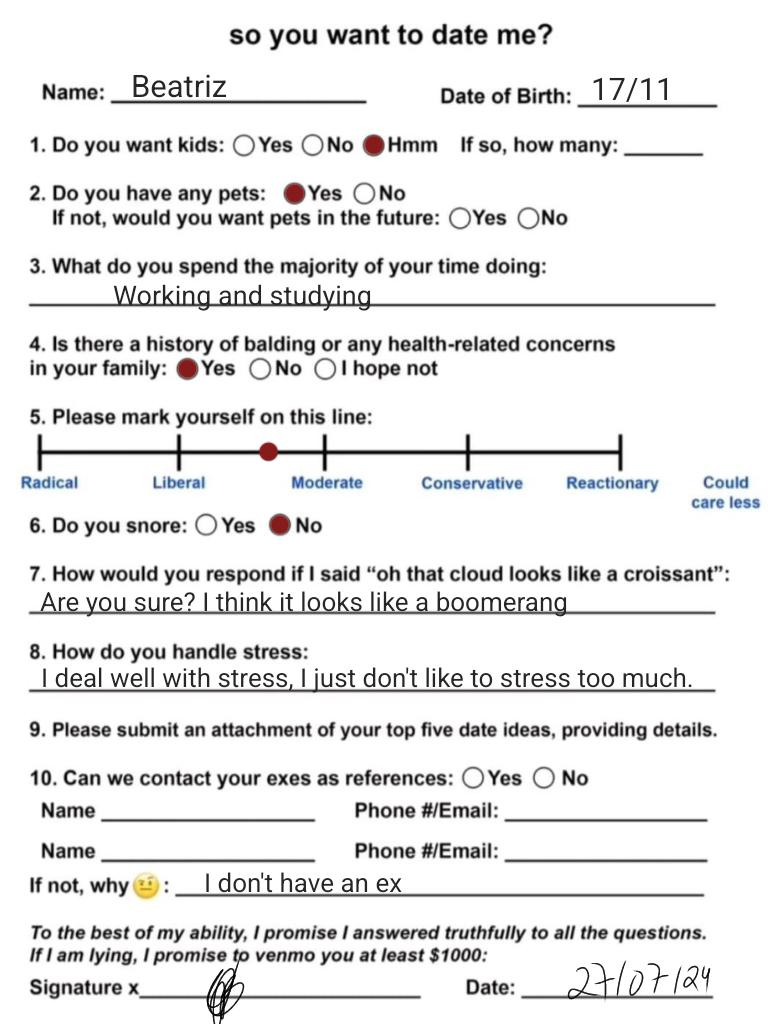 so you want to date me?
Name: Beatriz Date of Birth: 17/11
1. Do you want kids: Yes No Hmm If so, how many:
2. Do you have any pets: Yes No
If not, would you want pets in the future: Yes No
3. What do you spend the majority of your time doing:
Working and studying
4. Is there a history of balding or any health-related concerns
in your family: Yes No I hope not
5. Please mark yourself on this line:
Radical Liberal Moderate Conservative Reactionary Could
care less
6. Do you snore: Yes No
7. How would you respond if I said “oh that cloud looks like a croissant”:
Are you sure? I think it looks like a boomerang
8. How do you handle stress:
I deal well with stress, I just don't like to stress too much.
9. Please submit an attachment of your top five date ideas, providing details.
10. Can we contact your exes as references: Yes No
Name Phone #/Email:
Name Phone #/Email:
If not, why 🤨 : I don't have an ex
To the best of my ability, I promise I answered truthfully to all the questions.
If I am lying, I promise to venmo you at least $1000:
Signature x Date: 27/07/24